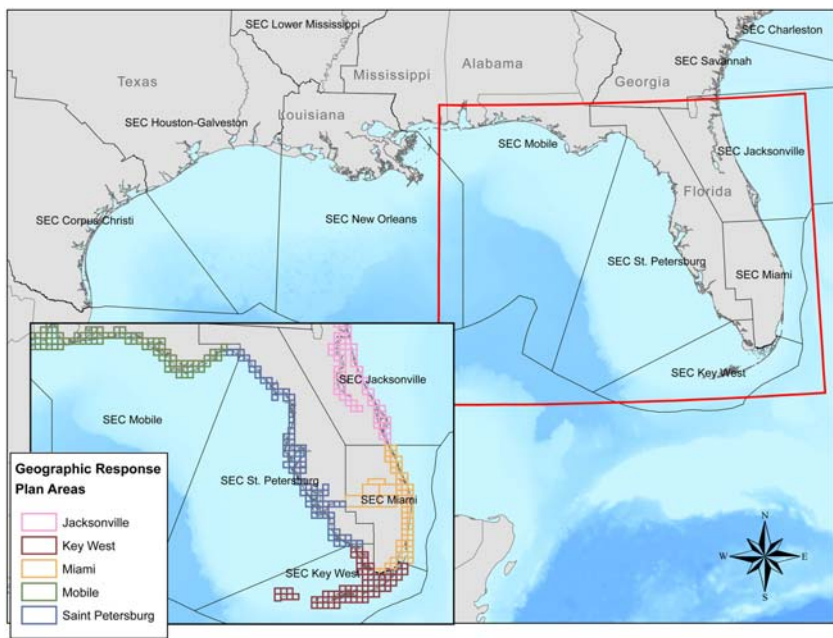 SEC Charleston
SEC Lower Mississippi
Alabama
SEC Savannah
Mississippi
Georgia
Texas
Louisiana
SEC Houston-Galveston
SEC Mobile
SEC Jacksonville
Florida
SEC Corpus Christi
SEC New Orleans
SEC St. Petersburg
SEC Miami
SEC Key West
SEC Jacksonville
SEC Mobile
SEC St. Petersburg
SEC Miami
SEC Key West
Geographic Response
Plan Areas
Jacksonville
Key West
Miami
Mobile
Saint Petersburg
N
W
E
S